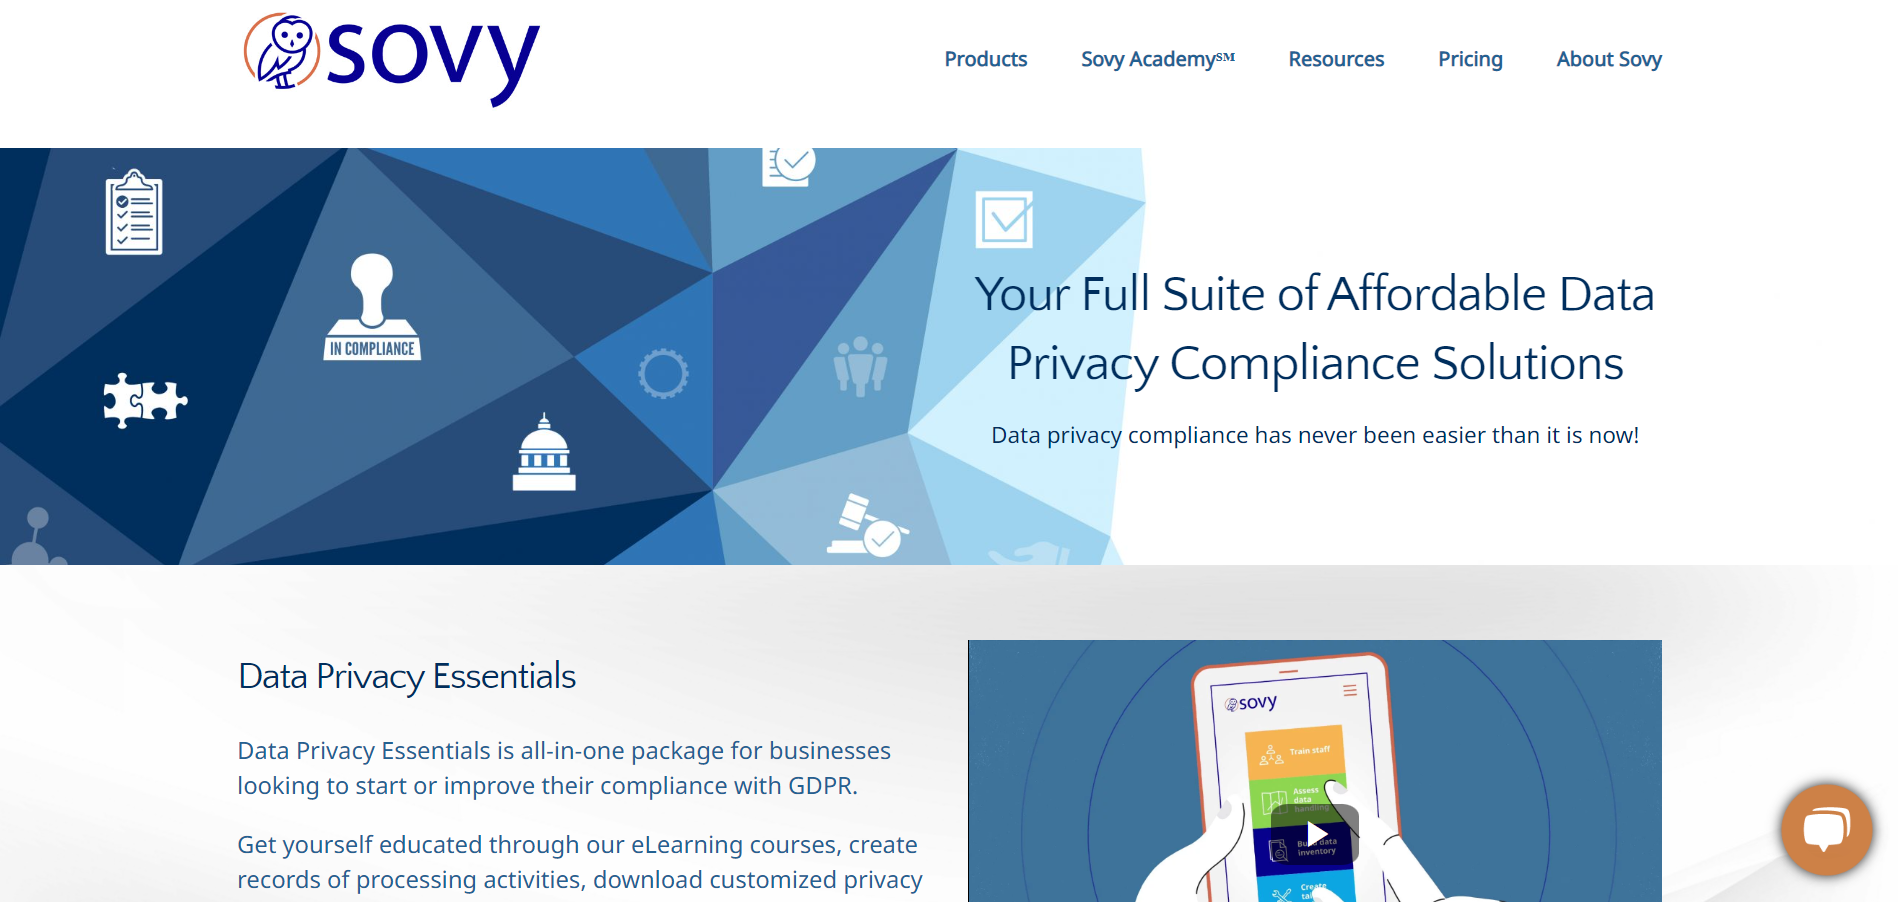 sovy
Products Sovy Academy℠ Resources Pricing About Sovy
IN COMPLIANCE
Your Full Suite of Affordable Data
Privacy Compliance Solutions
Data privacy compliance has never been easier than it is now!
Data Privacy Essentials
Data Privacy Essentials is all-in-one package for businesses
looking to start or improve their compliance with GDPR.
Get yourself educated through our eLearning courses, create
records of processing activities, download customized privacy
sovy
Train staff
Assess
data
handling
Build data
inventory
Create